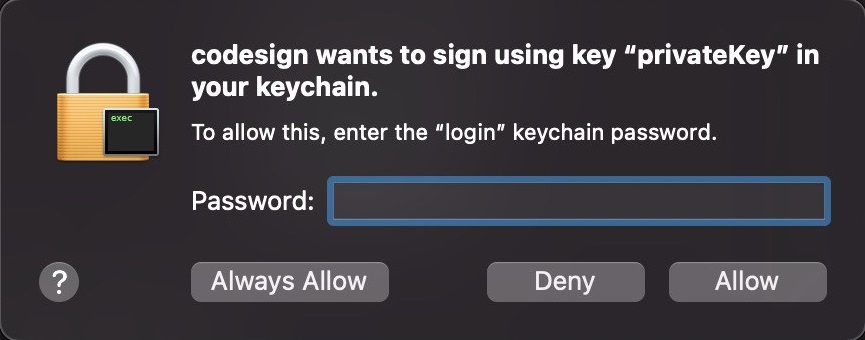 codesign wants to sign using key “privateKey” in
your keychain.
exec
To allow this, enter the “login” keychain password.
Password:
?
Always Allow
Deny
Allow